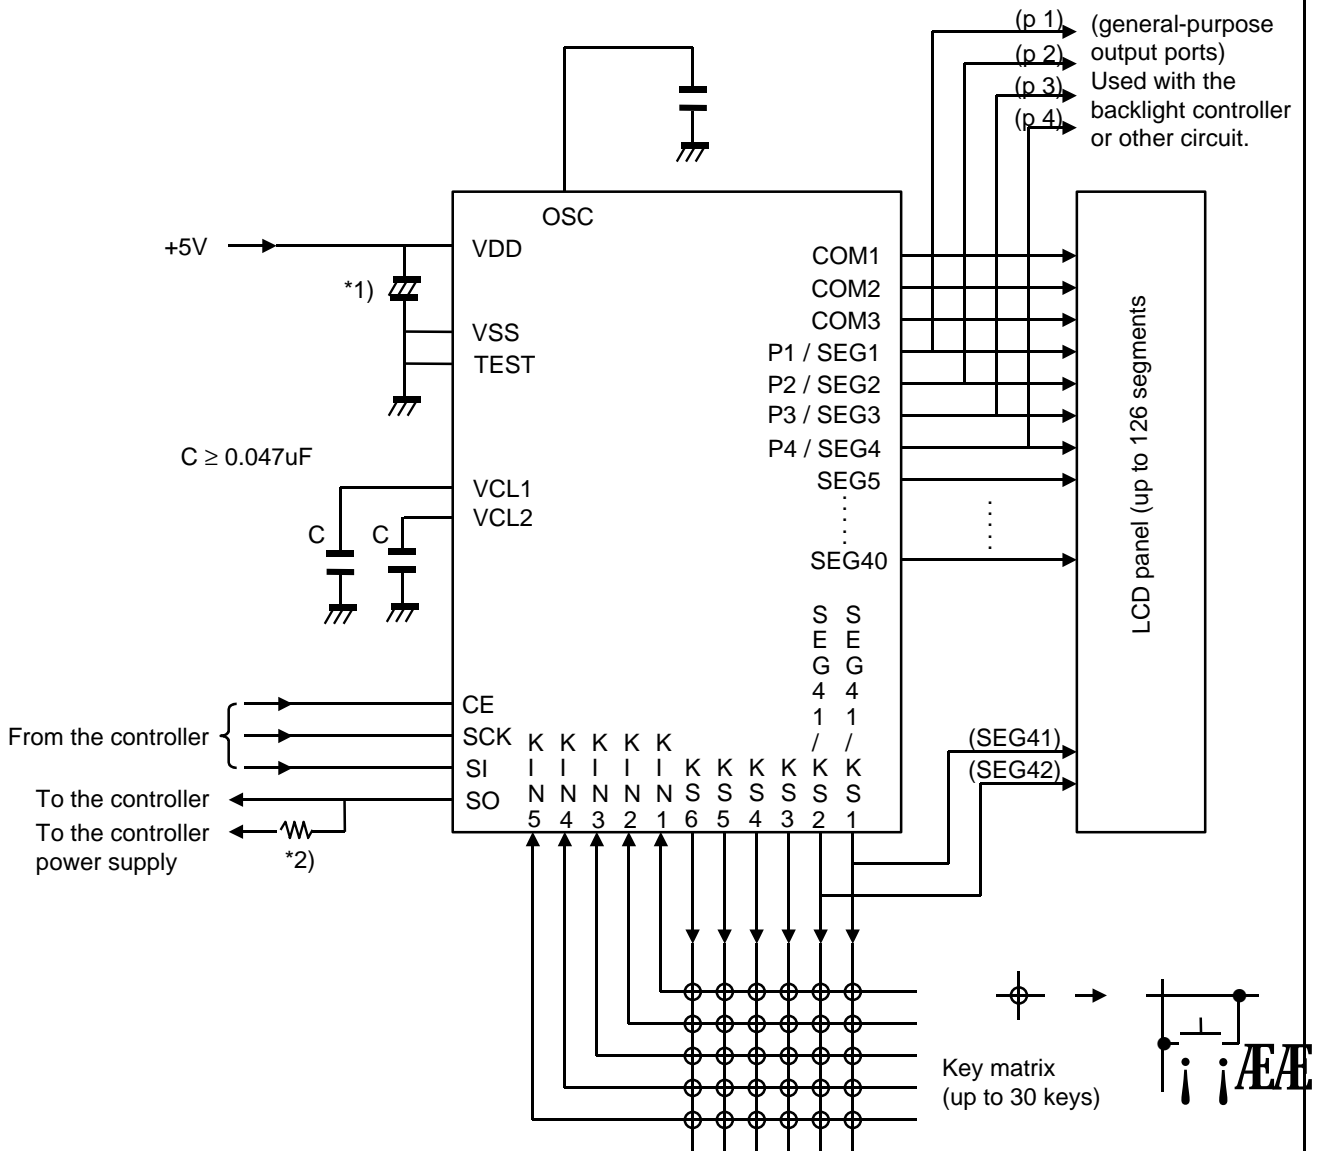 (p 1)
(p 2)
(p 3)
(p 4)
(general-purpose
output ports)
Used with the
backlight controller
or other circuit.
OSC
+5V
VDD
*1)
VSS
TEST
C ≥ 0.047uF
VCL1
VCL2
C
C
COM1
COM2
COM3
P1 / SEG1
P2 / SEG2
P3 / SEG3
P4 / SEG4
SEG5
SEG40
LCD panel (up to 126 segments
From the controller
CE
SCK
SI
To the controller
SO
To the controller
power supply
*2)
KIN5
KIN4
KIN3
KIN2
KIN1
KS6
KS5
KS4
KS3
SEG41/KS2
SEG41/KS1
(SEG41)
(SEG42)
Key matrix
(up to 30 keys)
¡ ¡ÆÆ